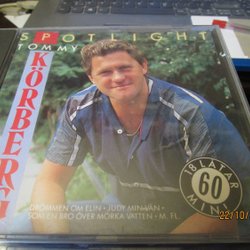 SPOTLIGHT
TOMMY
KÖRBERG
18 LÅTAR
60
MIN
DRÖMMEN OM ELIN • JUDY MIN VÄN •
SOM EN BRO ÖVER MÖRKA VATTEN • M. FL.
22/10/